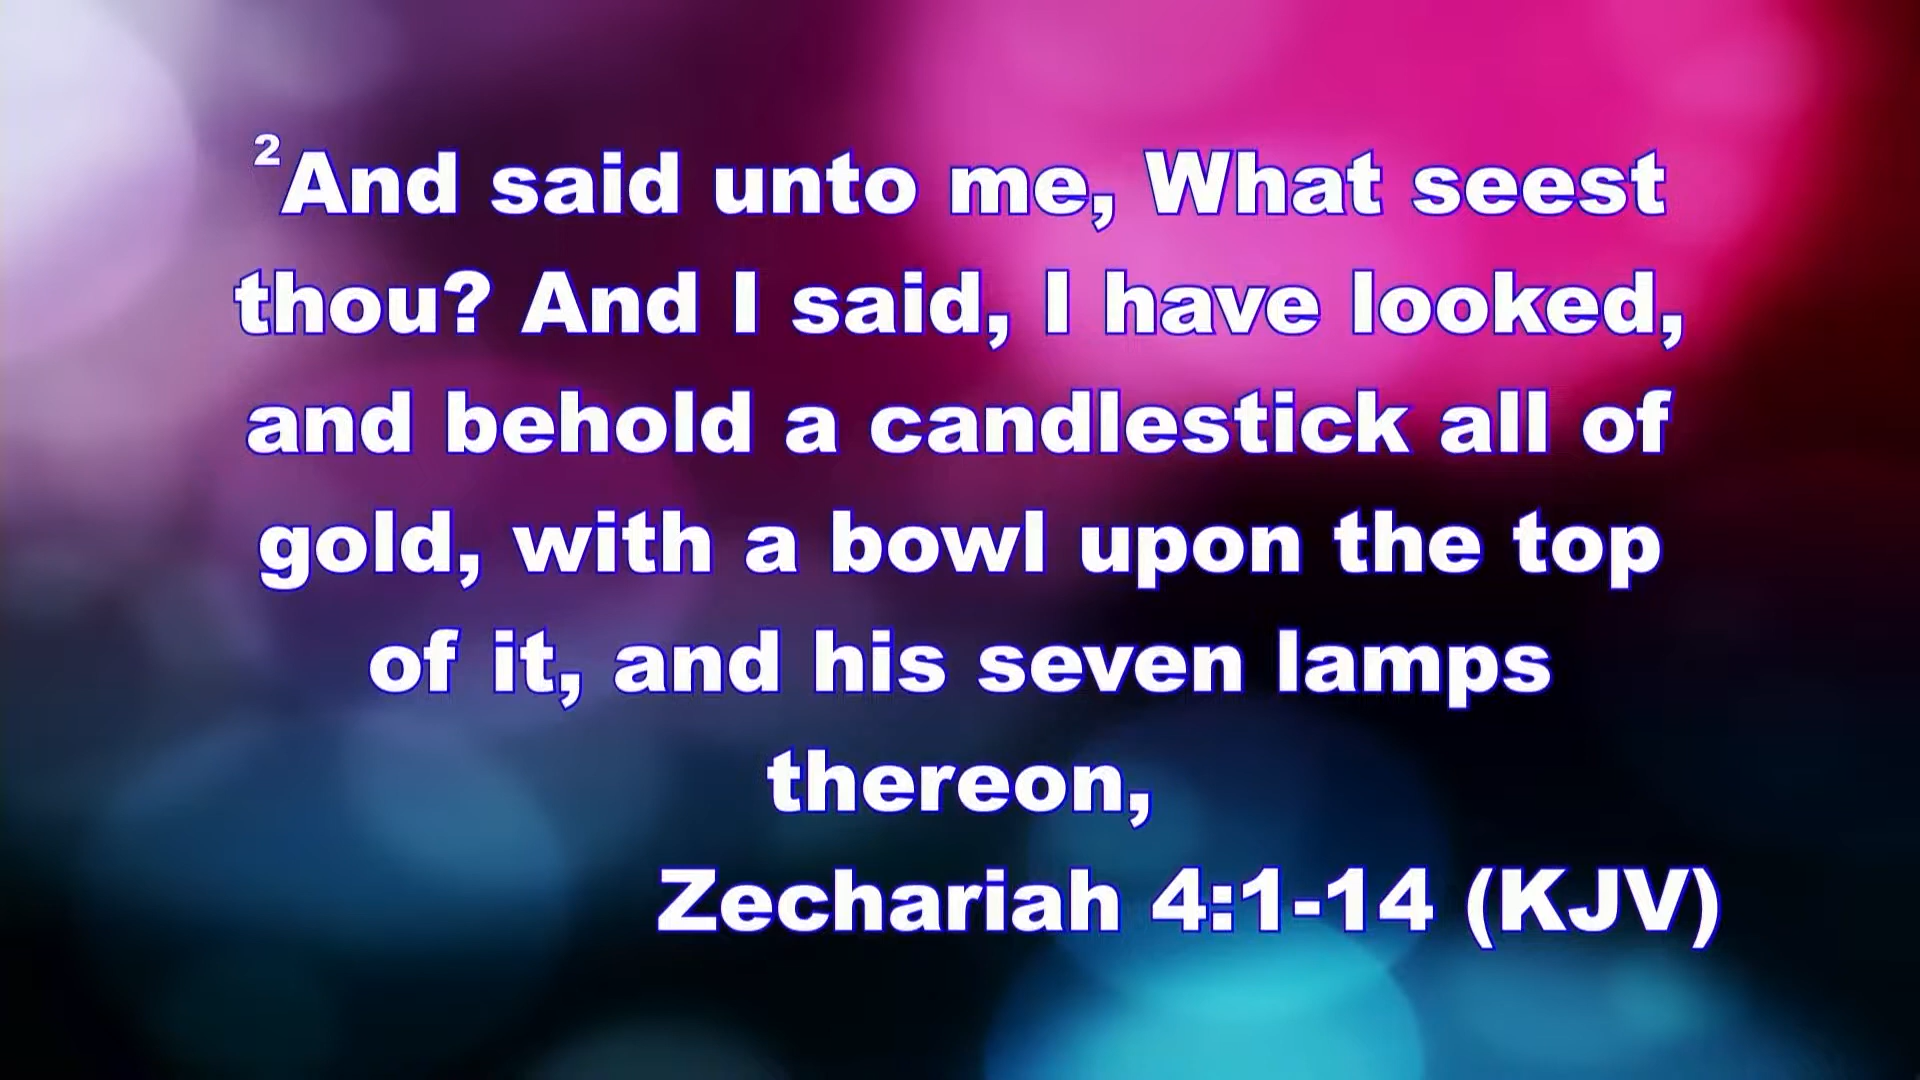 ²And said unto me, What seest
thou? And I said, I have looked,
and behold a candlestick all of
gold, with a bowl upon the top
of it, and his seven lamps
thereon,
Zechariah 4:1-14 (KJV)